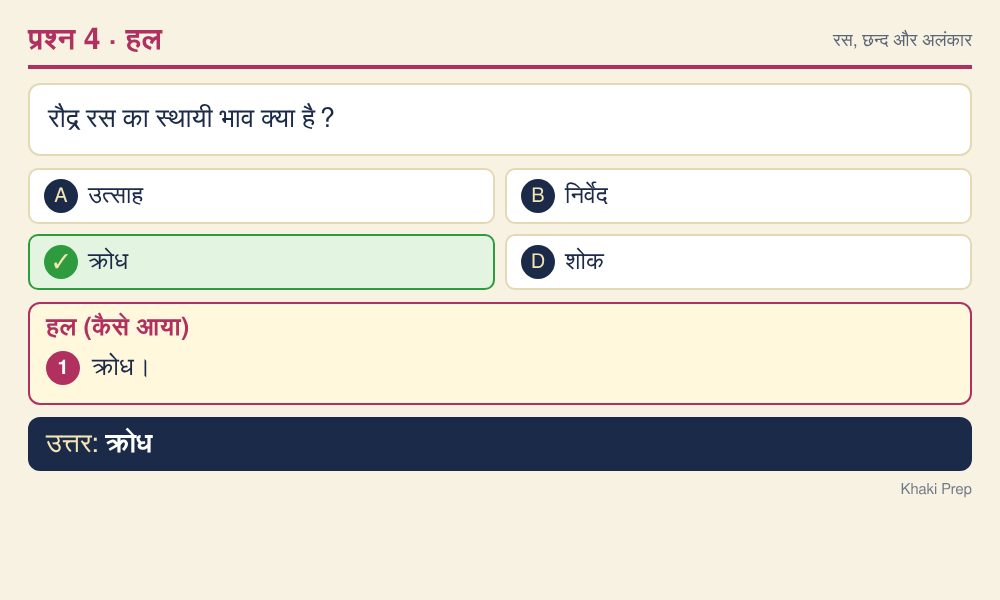 प्रश्न 4 · हल
रस, छन्द और अलंकार
रौद्र रस का स्थायी भाव क्या है ?
A उत्साह
B निर्वेद
✓ क्रोध
D शोक
हल (कैसे आया)
1 क्रोध।
उत्तर: क्रोध
Khaki Prep